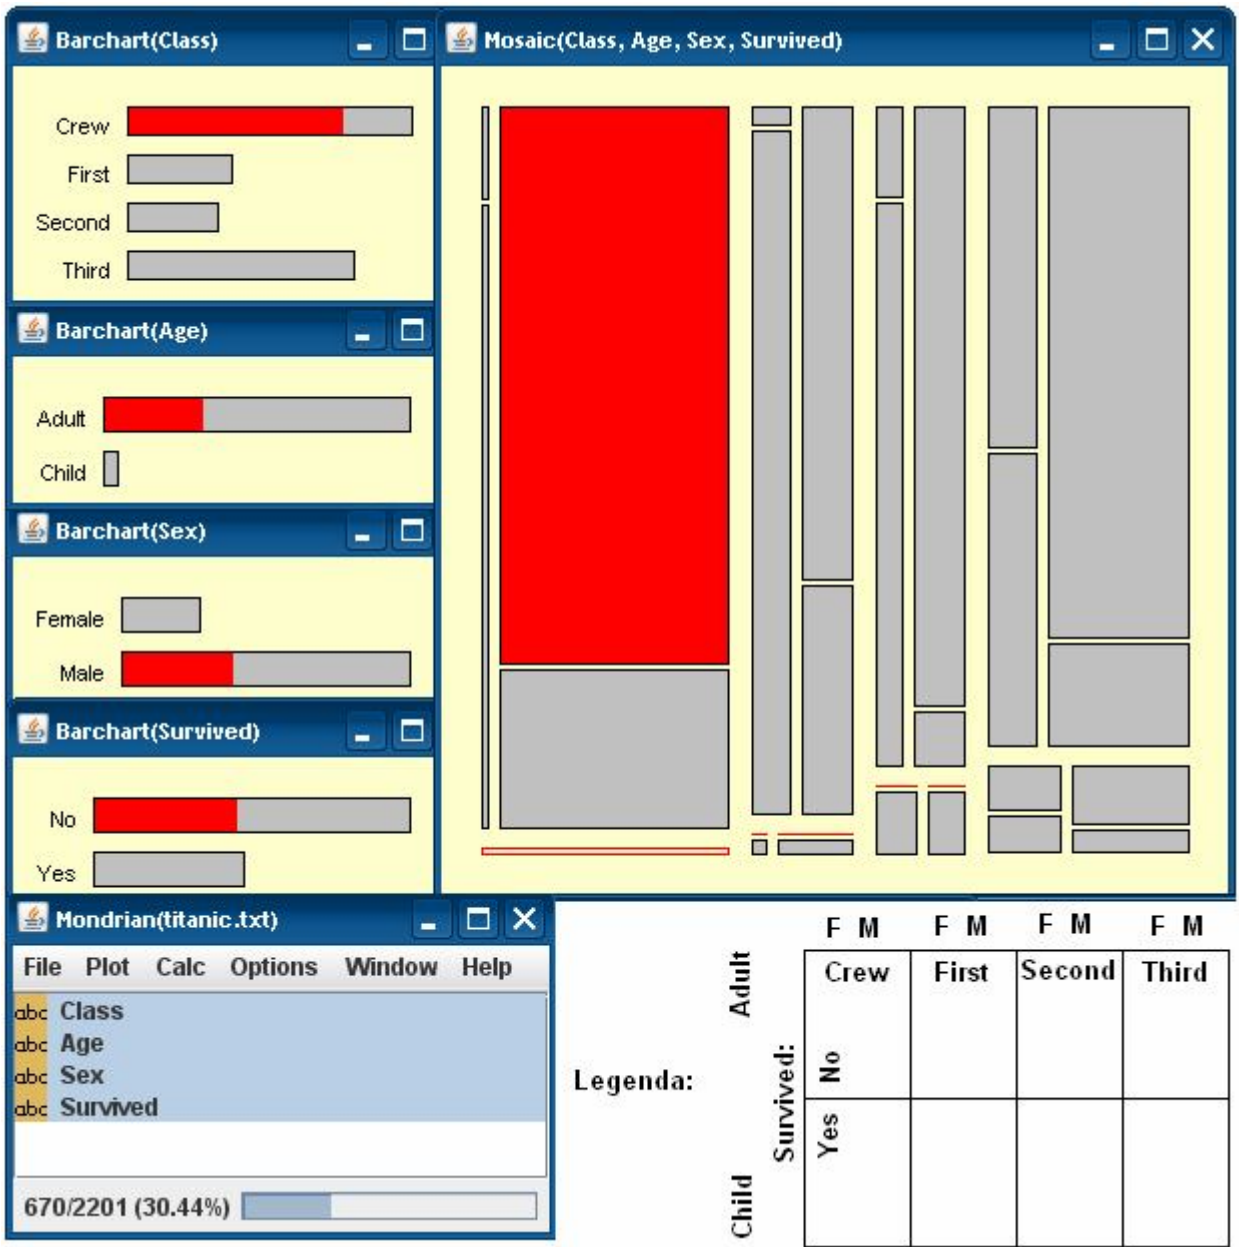 Barchart(Class)
Crew
First
Second
Third
Barchart(Age)
Adult
Child
Barchart(Sex)
Female
Male
Barchart(Survived)
No
Yes
Mosaic(Class, Age, Sex, Survived)
Mondrian(titanic.txt)
File Plot Calc Options Window Help
abc Class
abc Age
abc Sex
abc Survived
670/2201 (30.44%)
Legenda:
F M F M F M F M
Adult
Child
Survived:
Crew First Second Third
No
Yes